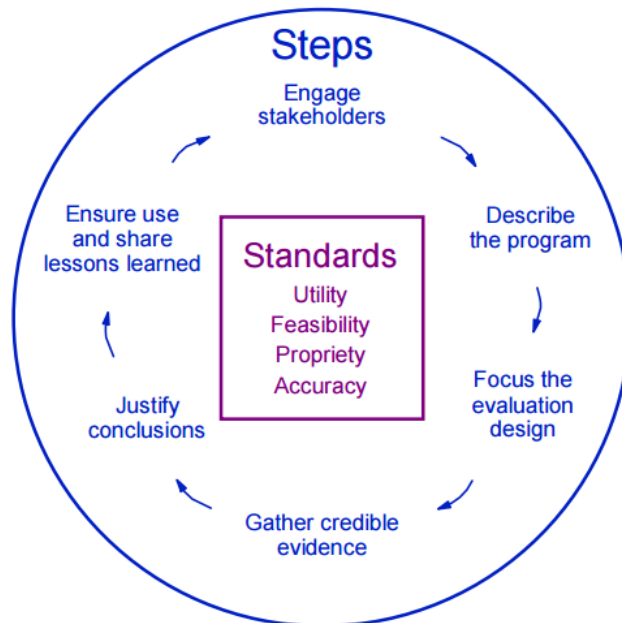 Steps
Engage
stakeholders
Describe
the program
Focus the
evaluation
design
Gather credible
evidence
Justify
conclusions
Ensure use
and share
lessons learned
Standards
Utility
Feasibility
Propriety
Accuracy